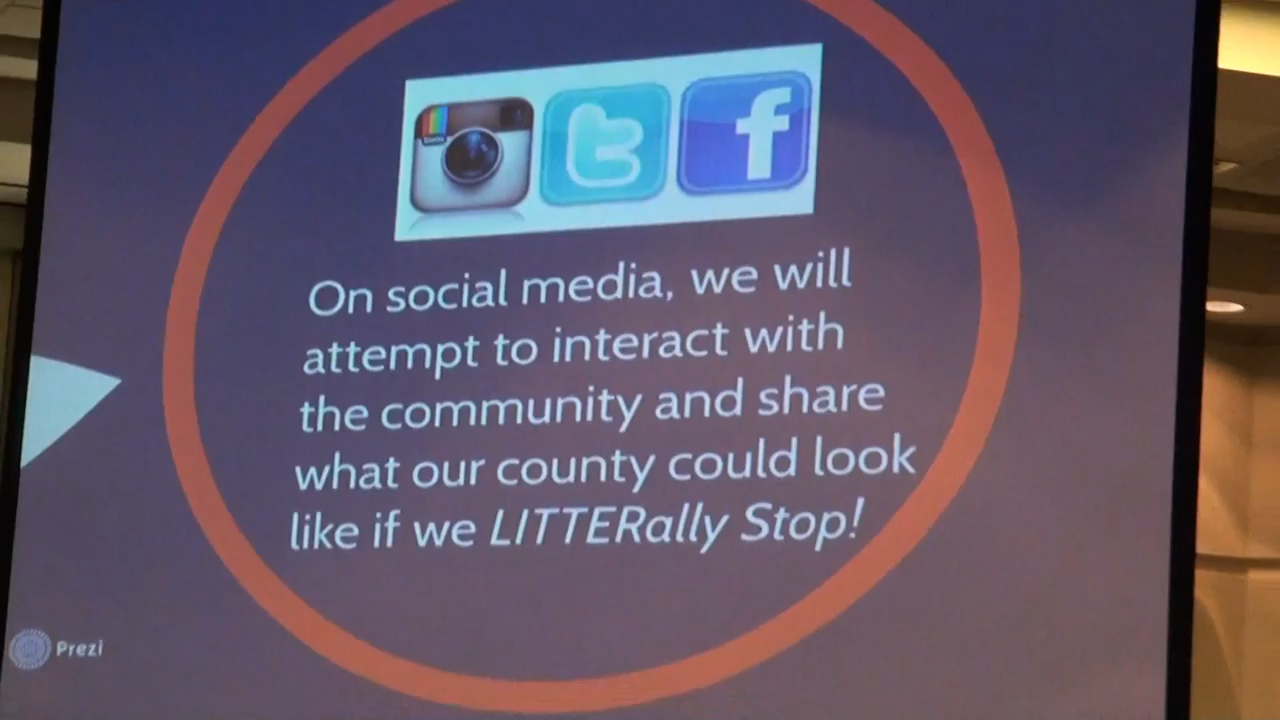 On social media, we will
attempt to interact with
the community and share
what our county could look
like if we LITTERally Stop!
Prezi